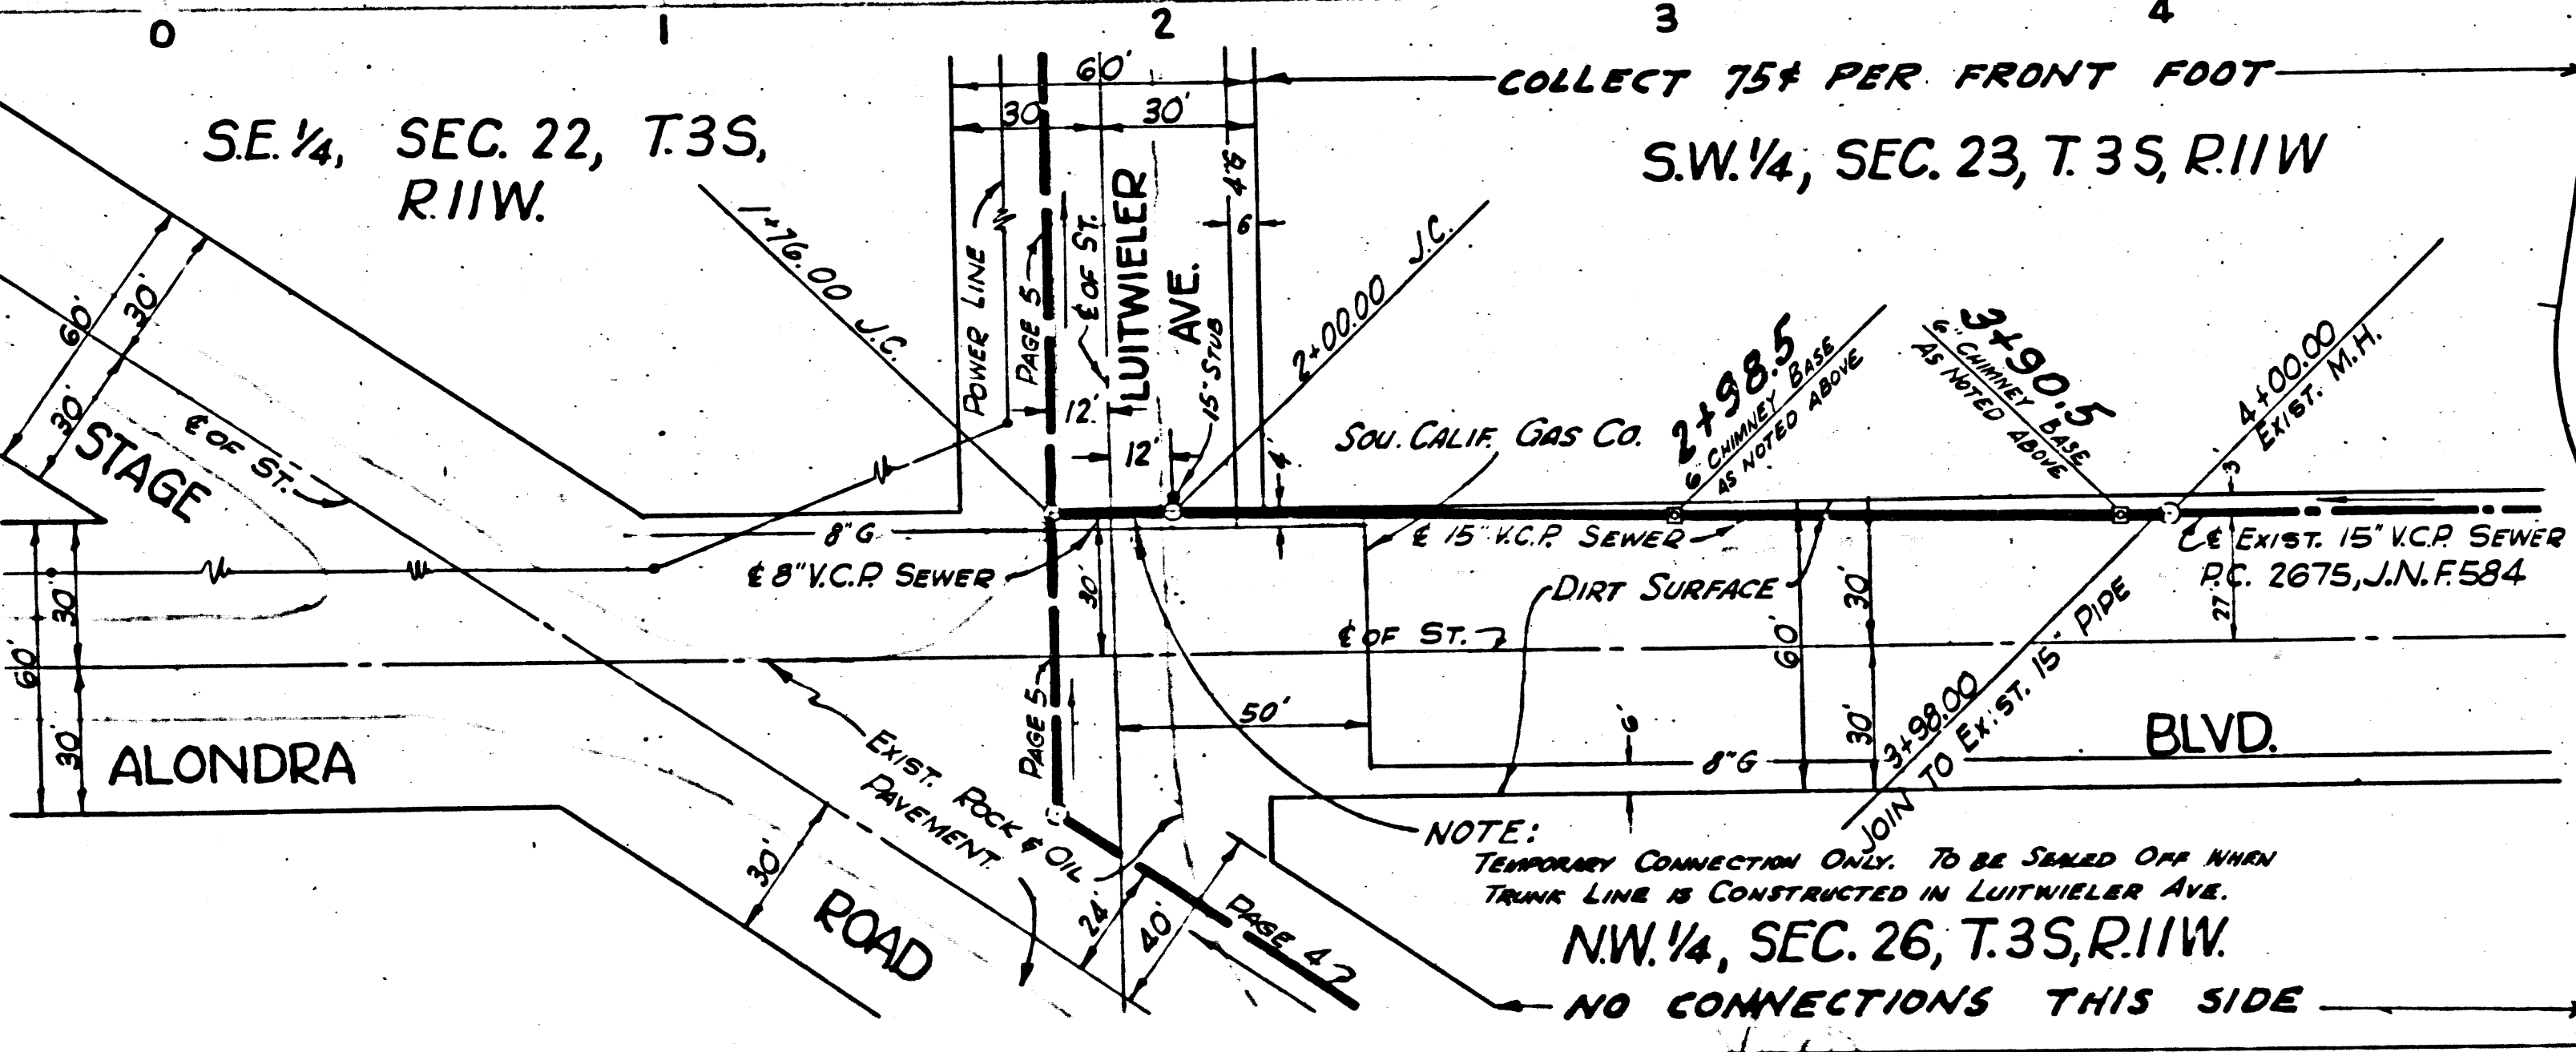 0 1 2 3 4
COLLECT 75¢ PER FRONT FOOT
S.E. 1/4, SEC. 22, T.3S,
R.11W.
S.W. 1/4, SEC. 23, T.3S, R.11W
60'
30
30'
6
POWER LINE
PAGE 5
℄ OF ST.
LUITWIELER
AVE.
15" STUB
1+76.00 J.C.
2+00.00 J.C.
2+98.5
6" CHIMNEY BASE
AS NOTED ABOVE
3+90.5
6" CHIMNEY BASE
AS NOTED ABOVE
4+00.00
EXIST. M.H.
60'
30'
30'
STAGE
℄ OF ST.
12'
12'
4'
3'
SOU. CALIF. GAS CO.
8"G
℄ 8" V.C.P. SEWER
℄ 15" V.C.P. SEWER
℄ EXIST. 15" V.C.P. SEWER
P.C. 2675, J.N.F.584
DIRT SURFACE
30'
℄ OF ST.
60'
30'
30'
27'
60'
30'
30'
PAGE 5
50'
6'
8"G
3+98.00
JOIN TO EXIST. 15" PIPE
ALONDRA
BLVD.
EXIST. ROCK & OIL
PAVEMENT.
30'
ROAD
24'
40'
PAGE 4
NOTE:
TEMPORARY CONNECTION ONLY. TO BE SEALED OFF WHEN
TRUNK LINE IS CONSTRUCTED IN LUITWIELER AVE.
N.W. 1/4, SEC. 26, T.3S, R.11W.
NO CONNECTIONS THIS SIDE